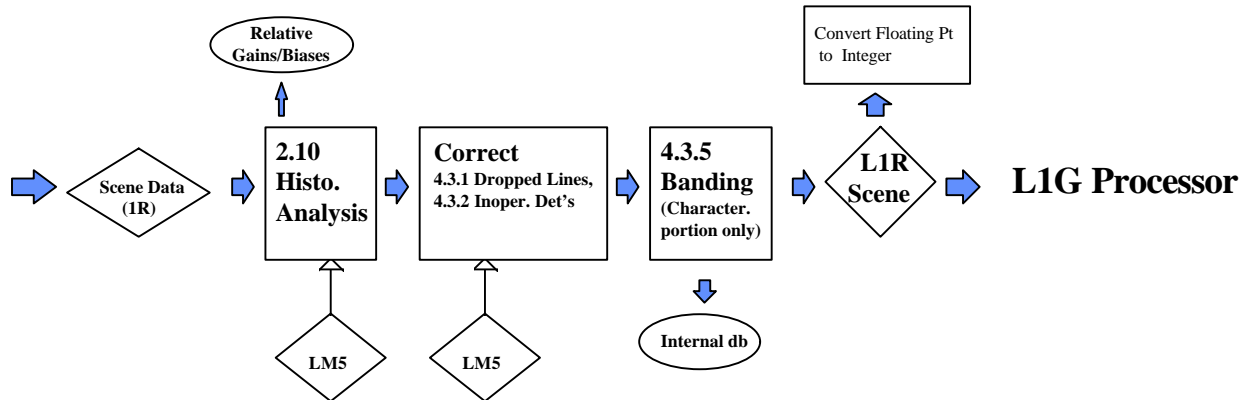 Relative
Gains/Biases
Convert Floating Pt
to Integer
Scene Data
(1R)
2.10
Histo.
Analysis
Correct
4.3.1 Dropped Lines,
4.3.2 Inoper. Det's
4.3.5
Banding
(Character.
portion only)
L1R
Scene
L1G Processor
LM5
LM5
Internal db